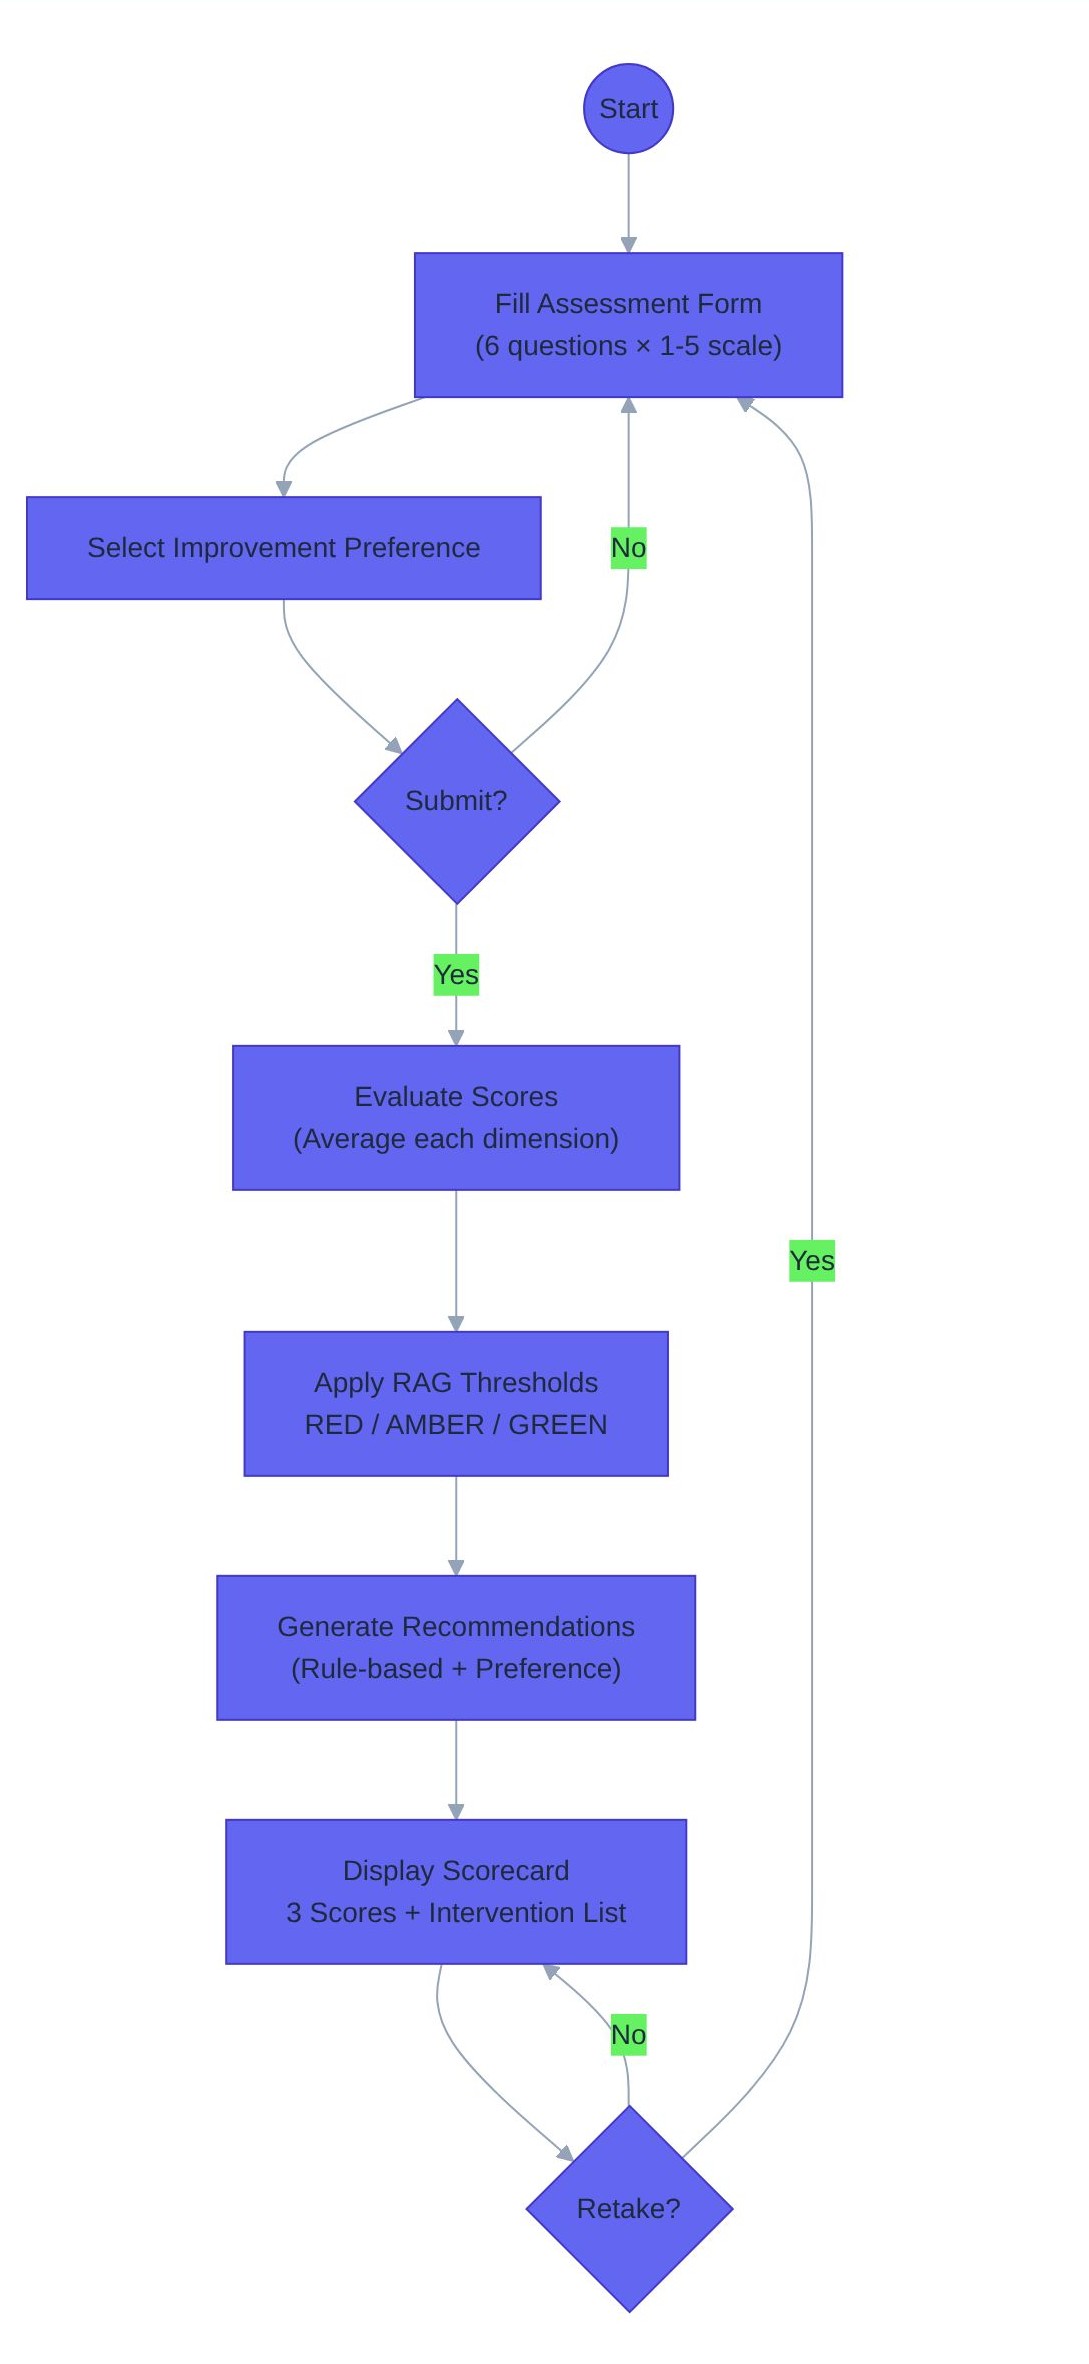 Start
Fill Assessment Form
(6 questions × 1-5 scale)
Select Improvement Preference
No
Submit?
Yes
Evaluate Scores
(Average each dimension)
Yes
Apply RAG Thresholds
RED / AMBER / GREEN
Generate Recommendations
(Rule-based + Preference)
Display Scorecard
3 Scores + Intervention List
No
Retake?